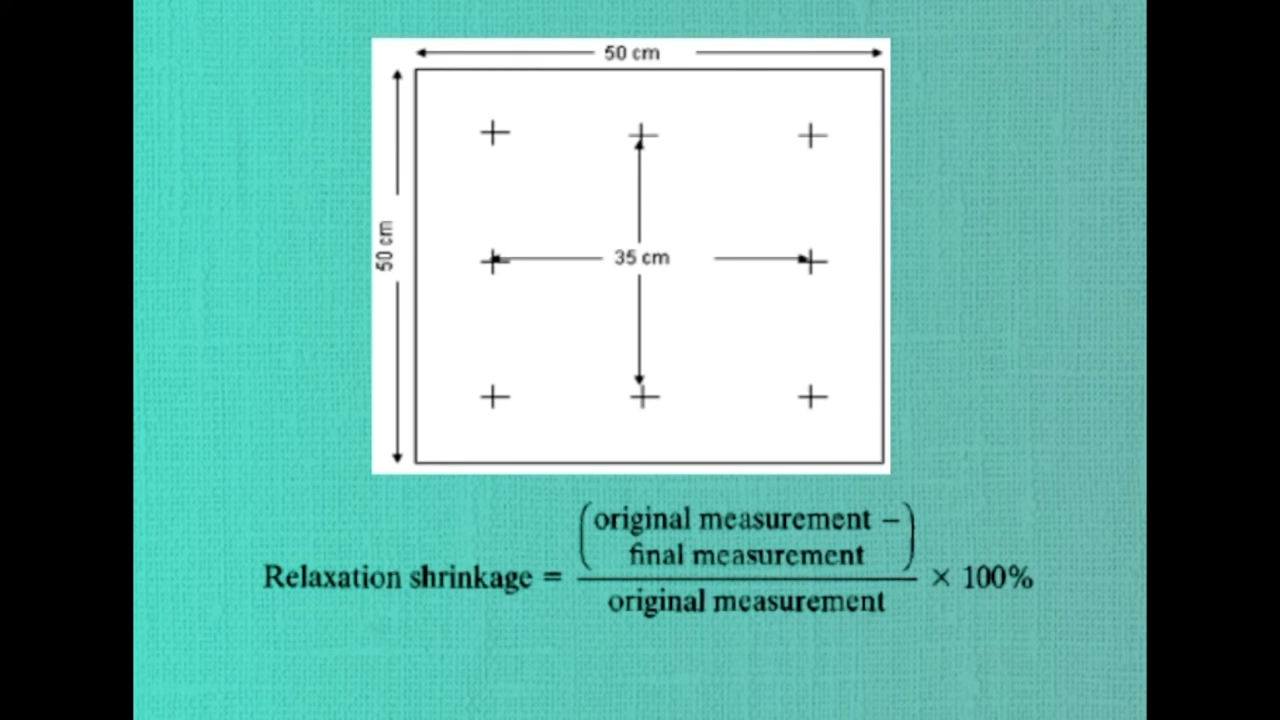 50 cm
50 cm
35 cm
Relaxation shrinkage = (original measurement − final measurement) / original measurement × 100%